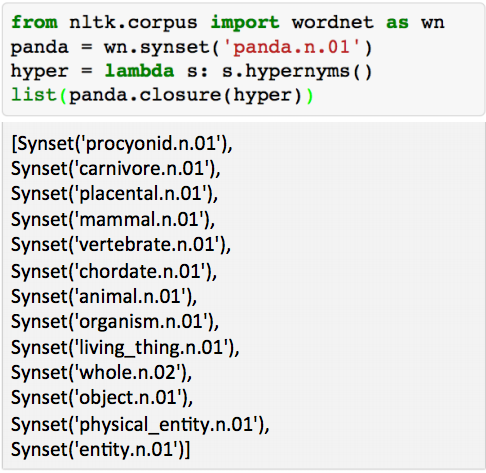 from nltk.corpus import wordnet as wn
panda = wn.synset('panda.n.01')
hyper = lambda s: s.hypernyms()
list(panda.closure(hyper))
[Synset('procyonid.n.01'),
Synset('carnivore.n.01'),
Synset('placental.n.01'),
Synset('mammal.n.01'),
Synset('vertebrate.n.01'),
Synset('chordate.n.01'),
Synset('animal.n.01'),
Synset('organism.n.01'),
Synset('living_thing.n.01'),
Synset('whole.n.02'),
Synset('object.n.01'),
Synset('physical_entity.n.01'),
Synset('entity.n.01')]